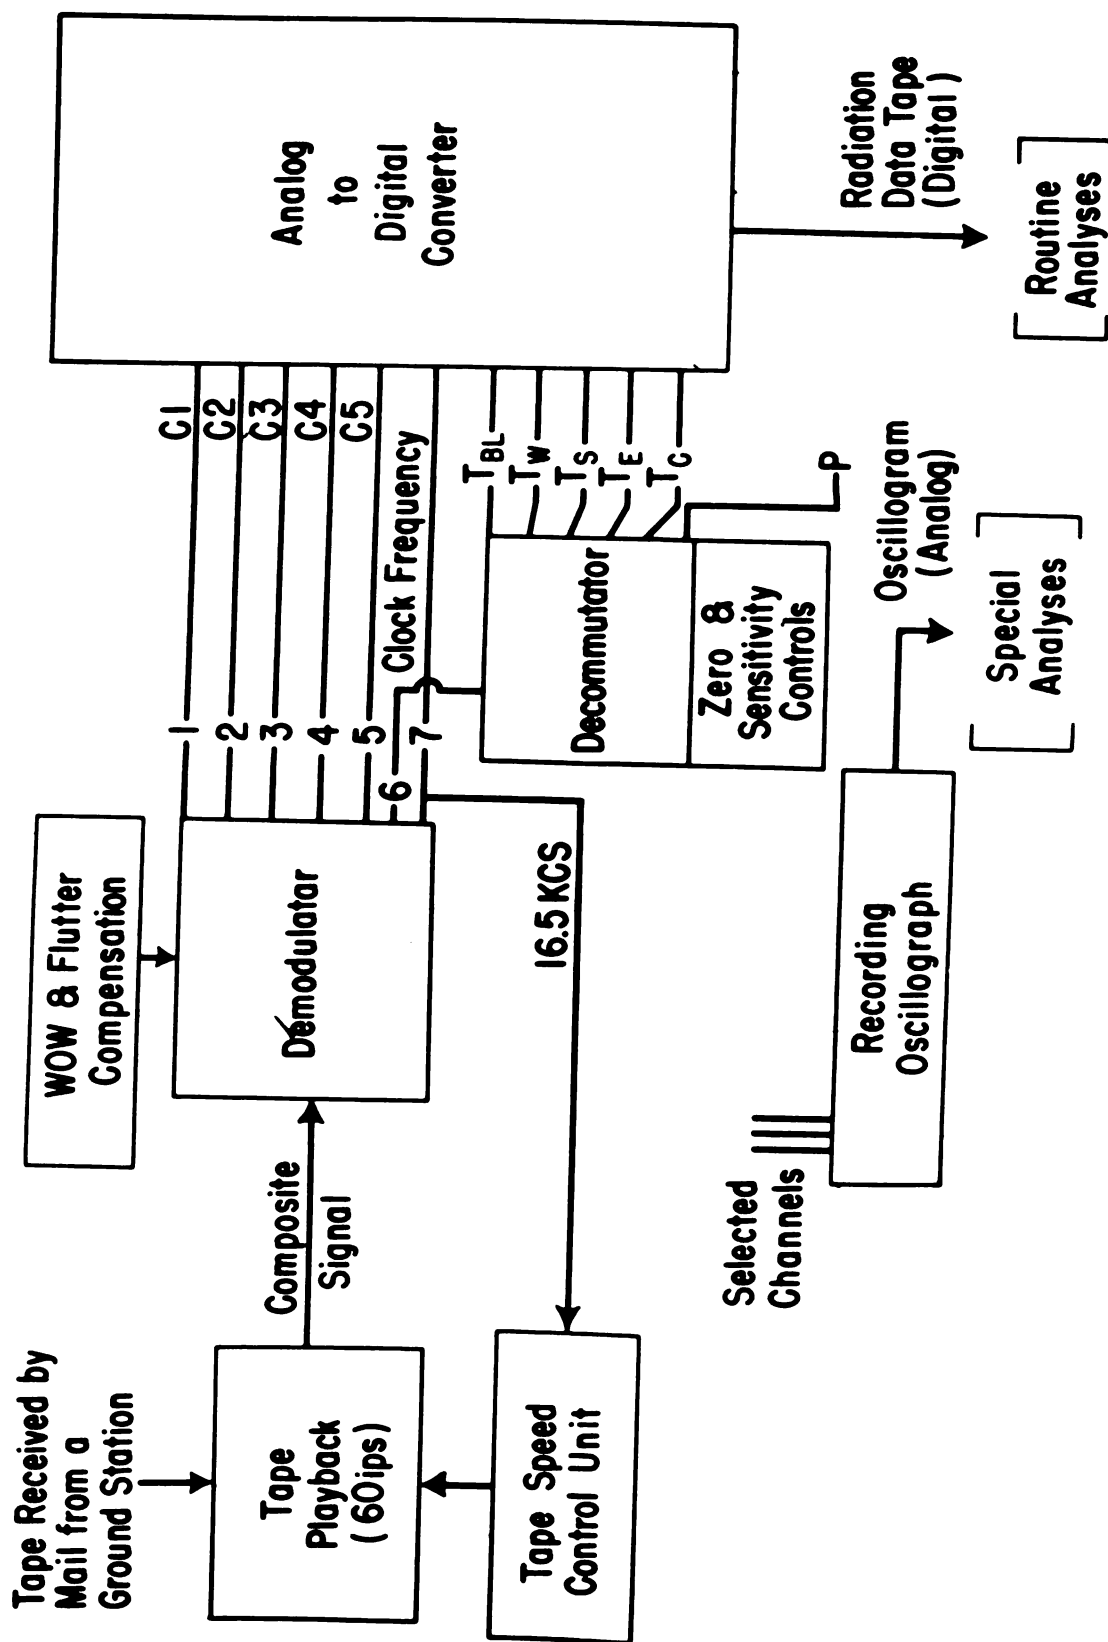 Tape Received by
Mail from a
Ground Station
Tape
Playback
(60ips)
Tape Speed
Control Unit
Composite
Signal
WOW & Flutter
Compensation
Demodulator
16.5 KCS
1
2
3
4
5
6
7
C1
C2
C3
C4
C5
Clock Frequency
Decommutator
Zero &
Sensitivity
Controls
TBL
TW
TS
TE
TC
P
Analog
to
Digital
Converter
Radiation
Data Tape
(Digital)
Routine
Analyses
Selected
Channels
Recording
Oscillograph
Oscillogram
(Analog)
Special
Analyses